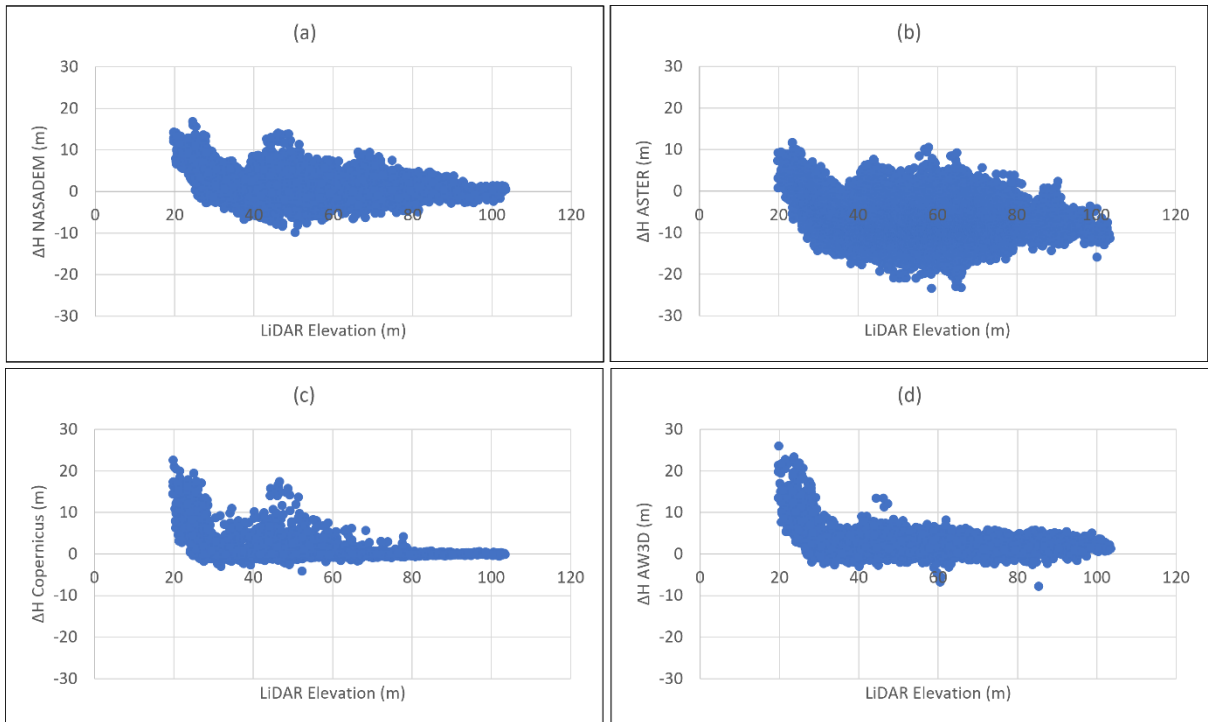 (a)
30
20
10
0
-10
-20
-30
0 20 40 60 80 100 120
ΔH NASADEM (m)
LiDAR Elevation (m)
(b)
30
20
10
0
-10
-20
-30
0 20 40 60 80 100 120
ΔH ASTER (m)
LiDAR Elevation (m)
(c)
30
20
10
0
-10
-20
-30
0 20 40 60 80 100 120
ΔH Copernicus (m)
LiDAR Elevation (m)
(d)
30
20
10
0
-10
-20
-30
0 20 40 60 80 100 120
ΔH AW3D (m)
LiDAR Elevation (m)